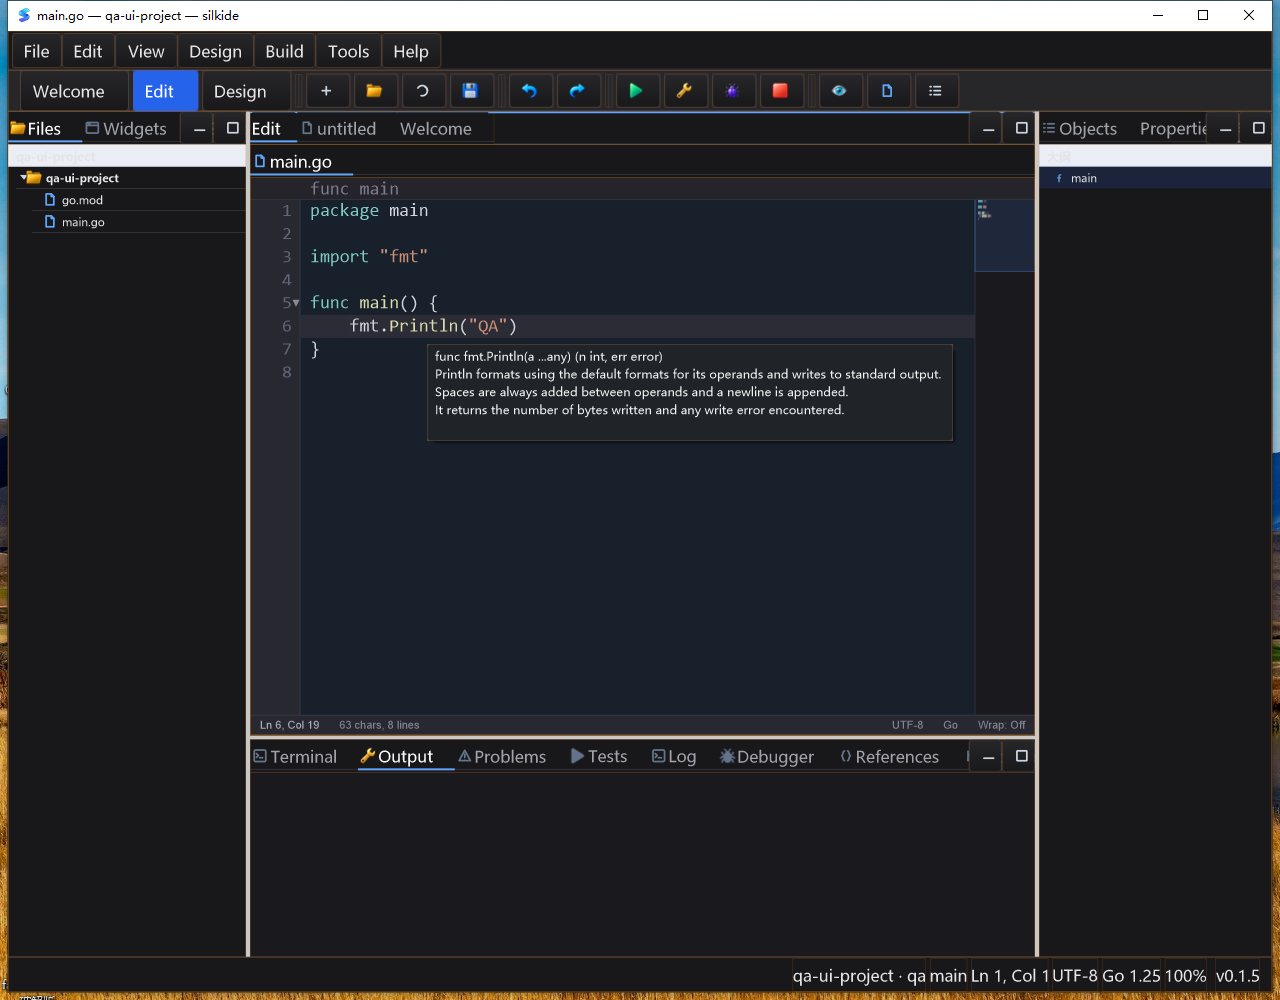 main.go — qa-ui-project — silkide
File Edit View Design Build Tools Help
Welcome Edit Design
Files Widgets
Edit untitled Welcome
Objects Propertie
qa-ui-project
大纲
main.go
qa-ui-project
go.mod
main.go
main
func main
1 package main
2
3 import "fmt"
4
5 func main() {
6 fmt.Println("QA")
7 }
8
func fmt.Println(a ...any) (n int, err error)
Println formats using the default formats for its operands and writes to standard output.
Spaces are always added between operands and a newline is appended.
It returns the number of bytes written and any write error encountered.
Ln 6, Col 19 63 chars, 8 lines UTF-8 Go Wrap: Off
Terminal Output Problems Tests Log Debugger References
qa-ui-project · qa main Ln 1, Col 1 UTF-8 Go 1.25 100% v0.1.5